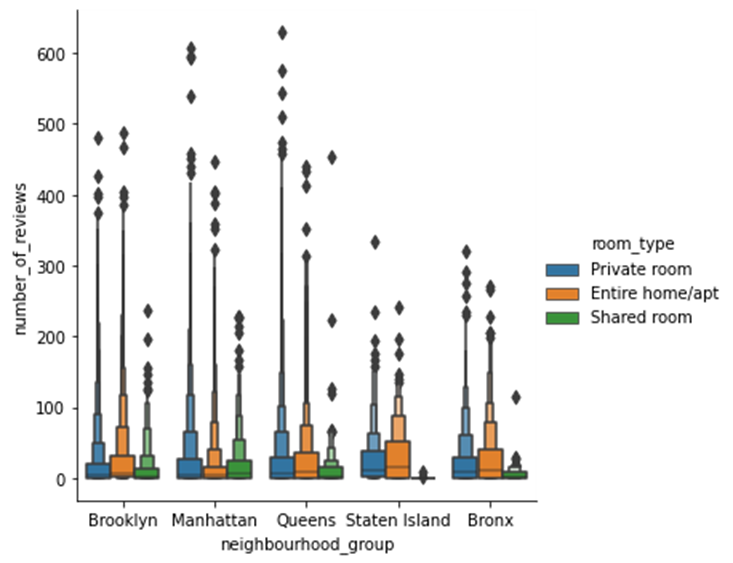 600
500
400
300
200
100
0
number_of_reviews
Brooklyn Manhattan Queens Staten Island Bronx
neighbourhood_group
room_type
Private room
Entire home/apt
Shared room